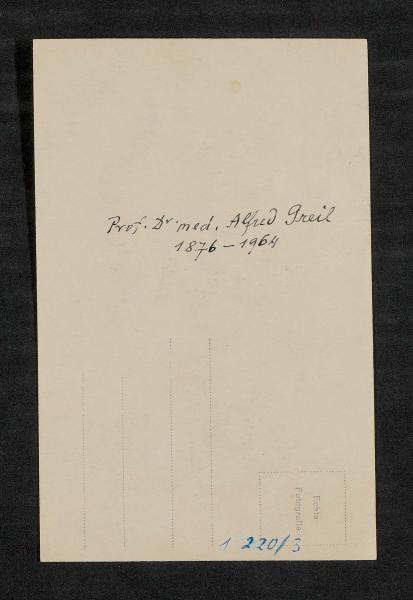 Prof. Dr. med. Alfred Greil
1876 – 1964
Echte
Fotografie
1 220/3